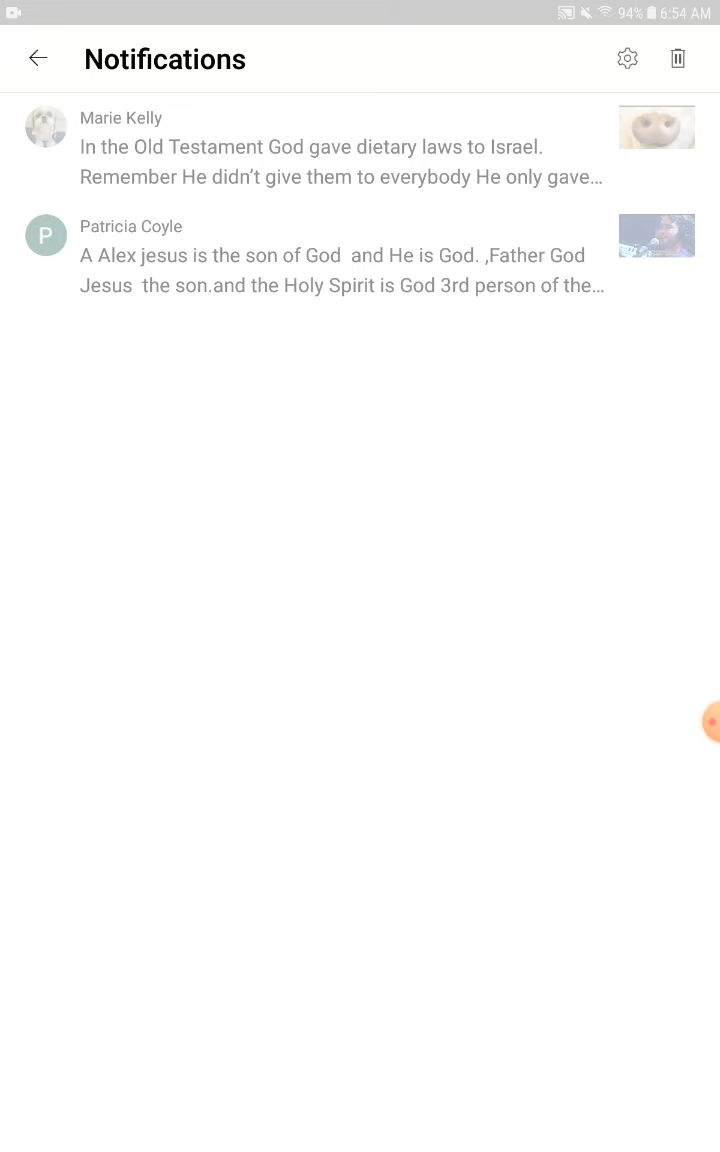 94% 6:54 AM
Notifications
Marie Kelly
In the Old Testament God gave dietary laws to Israel.
Remember He didn’t give them to everybody He only gave...
P
Patricia Coyle
A Alex jesus is the son of God  and He is God. ,Father God
Jesus  the son.and the Holy Spirit is God 3rd person of the...